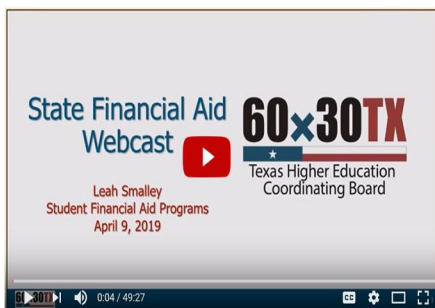 State Financial Aid
Webcast
60x30TX
Texas Higher Education
Coordinating Board
Leah Smalley
Student Financial Aid Programs
April 9, 2019
0:04 / 49:27
CC